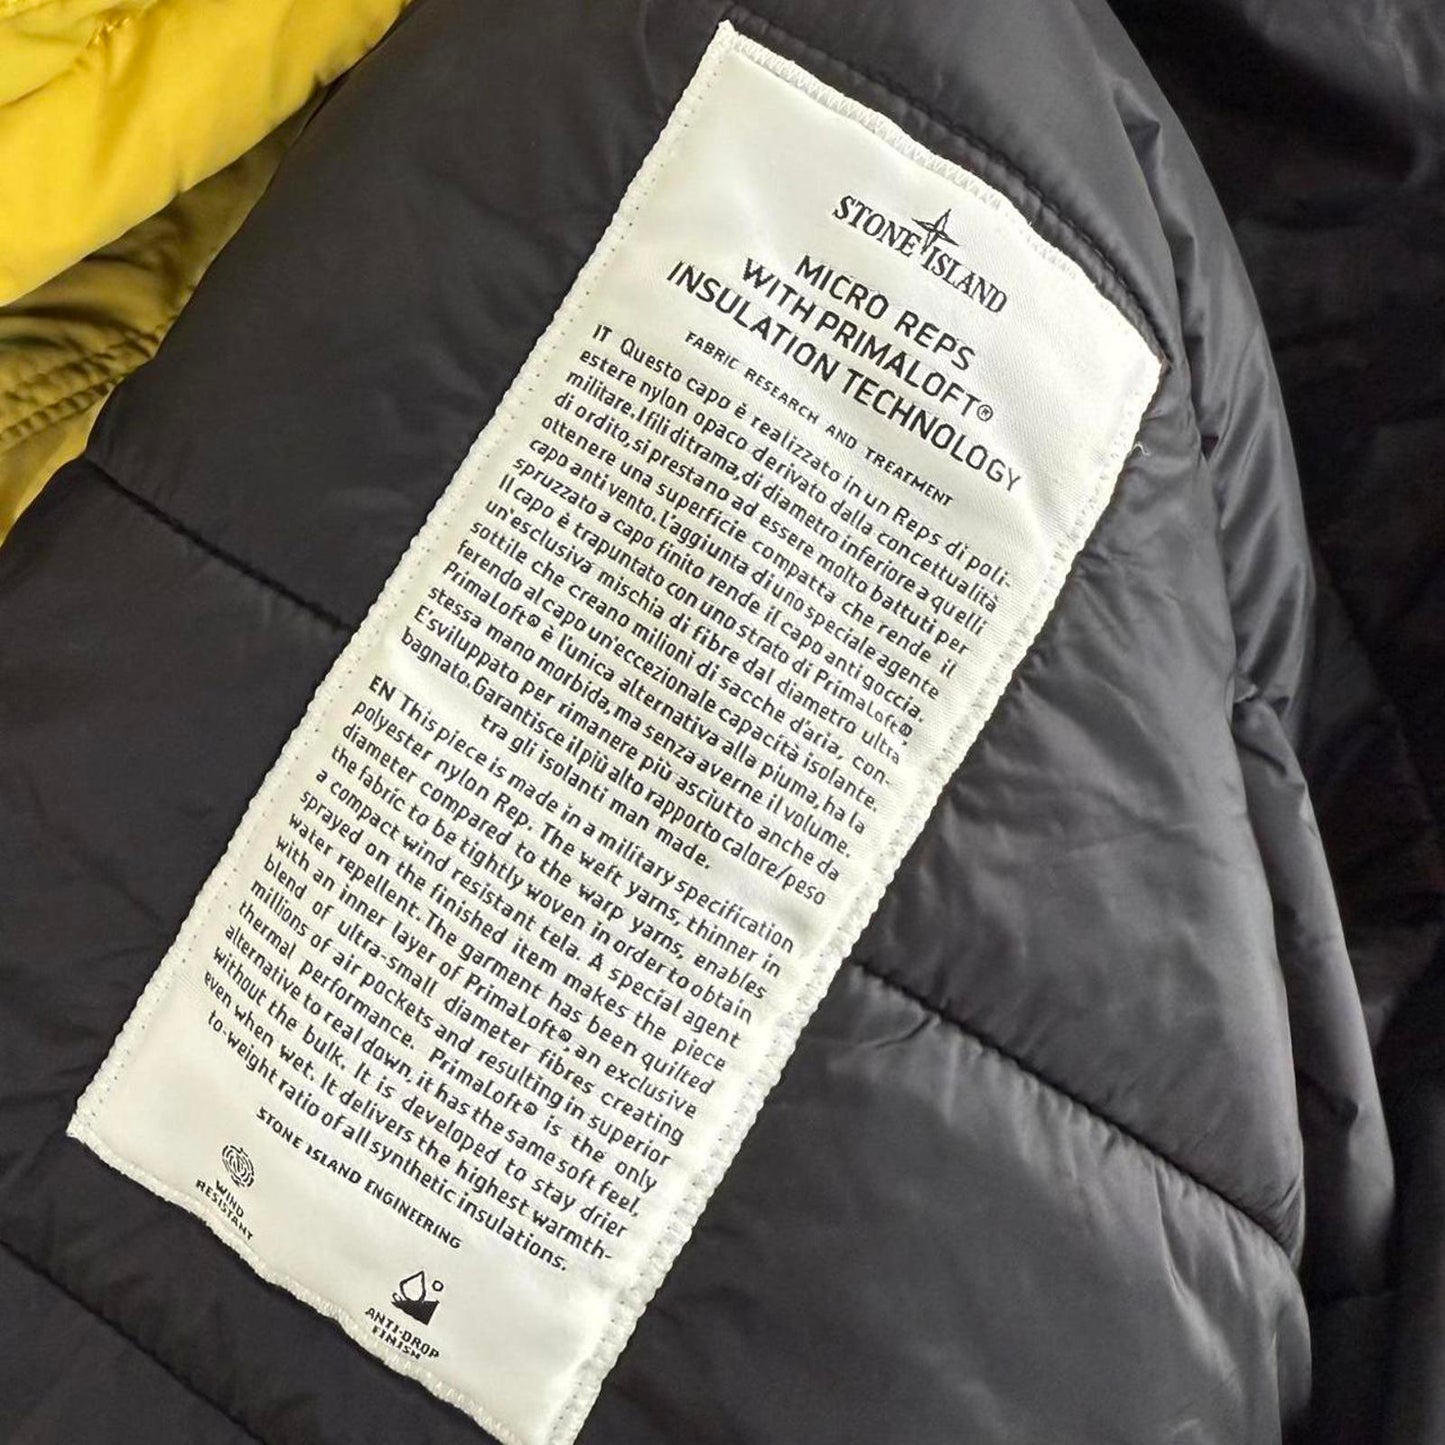 STONE ISLAND
MICRO REPS
WITH PRIMALOFT®
INSULATION TECHNOLOGY
FABRIC RESEARCH AND TREATMENT
IT Questo capo è realizzato in un Reps di poli-
estere nylon opaco derivato dalla concettualità
militare. I fili di trama, di diametro inferiore a quelli
di ordito, si prestano ad essere molto battuti per
ottenere una superficie compatta che rende il
capo anti vento. L'aggiunta di uno speciale agente
spruzzato a capo finito rende il capo anti goccia.
Il capo è trapuntato con uno strato di PrimaLoft®,
un'esclusiva mischia di fibre dal diametro ultra
sottile che creano milioni di sacche d'aria, con-
ferendo al capo un'eccezionale capacità isolante.
PrimaLoft® è l'unica alternativa alla piuma, ha la
stessa mano morbida, ma senza averne il volume.
E' sviluppato per rimanere più asciutto anche da
bagnato. Garantisce il più alto rapporto calore/peso
tra gli isolanti man made.
EN This piece is made in a military specification
polyester nylon Rep. The weft yarns, thinner in
diameter compared to the warp yarns, enables
the fabric to be tightly woven in order to obtain
a compact wind resistant tela. A special agent
sprayed on the finished item makes the piece
water repellent. The garment has been quilted
with an inner layer of PrimaLoft®, an exclusive
blend of ultra-small diameter fibres creating
millions of air pockets and resulting in superior
thermal performance. PrimaLoft® is the only
alternative to real down, it has the same soft feel,
without the bulk. It is developed to stay drier
even when wet. It delivers the highest warmth-
to-weight ratio of all synthetic insulations.
STONE ISLAND ENGINEERING
WIND
RESISTANT
ANTI-DROP
FINISH